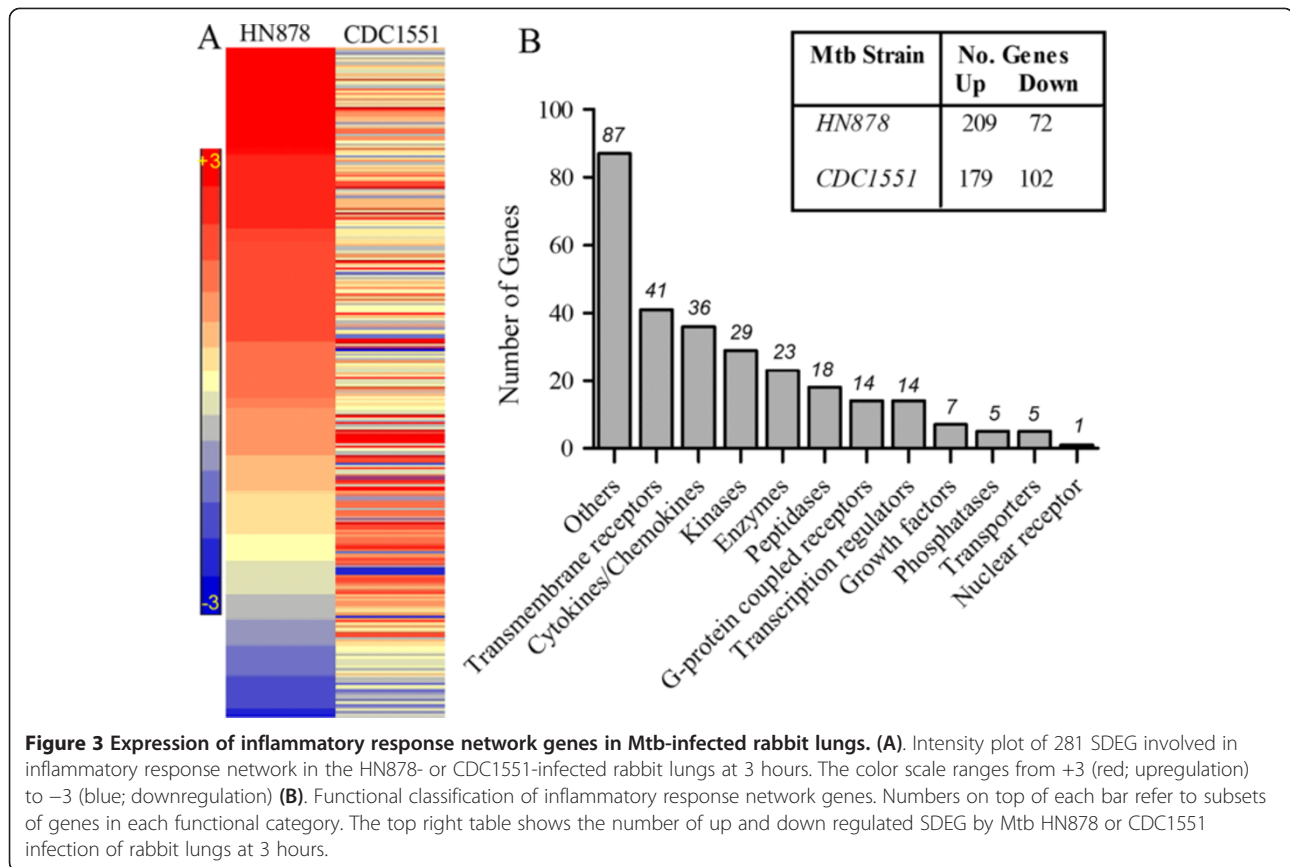 A
HN878 CDC1551
+3
-3
B
Mtb Strain No. Genes
Up Down
HN878 209 72
CDC1551 179 102
Number of Genes
100
80
60
40
20
0
87
41
36
29
23
18
14
14
7
5
5
1
Others
Transmembrane receptors
Cytokines/Chemokines
Kinases
Enzymes
Peptidases
G-protein coupled receptors
Transcription regulators
Growth factors
Phosphatases
Transporters
Nuclear receptor
Figure 3 Expression of inflammatory response network genes in Mtb-infected rabbit lungs. (A). Intensity plot of 281 SDEG involved in
inflammatory response network in the HN878- or CDC1551-infected rabbit lungs at 3 hours. The color scale ranges from +3 (red; upregulation)
to −3 (blue; downregulation) (B). Functional classification of inflammatory response network genes. Numbers on top of each bar refer to subsets
of genes in each functional category. The top right table shows the number of up and down regulated SDEG by Mtb HN878 or CDC1551
infection of rabbit lungs at 3 hours.